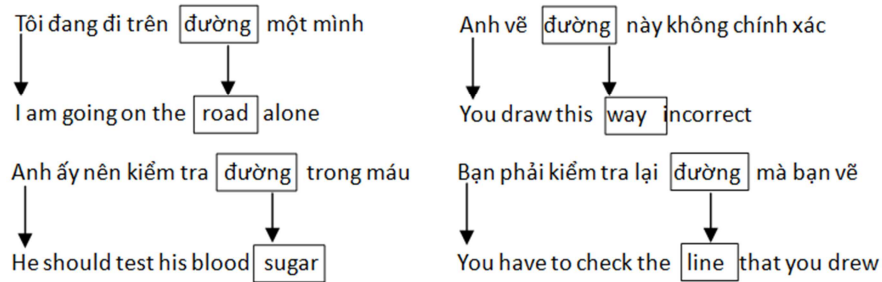 Tôi đang đi trên đường một mình
I am going on the road alone
Anh vẽ đường này không chính xác
You draw this way incorrect
Anh ấy nên kiểm tra đường trong máu
He should test his blood sugar
Bạn phải kiểm tra lại đường mà bạn vẽ
You have to check the line that you drew